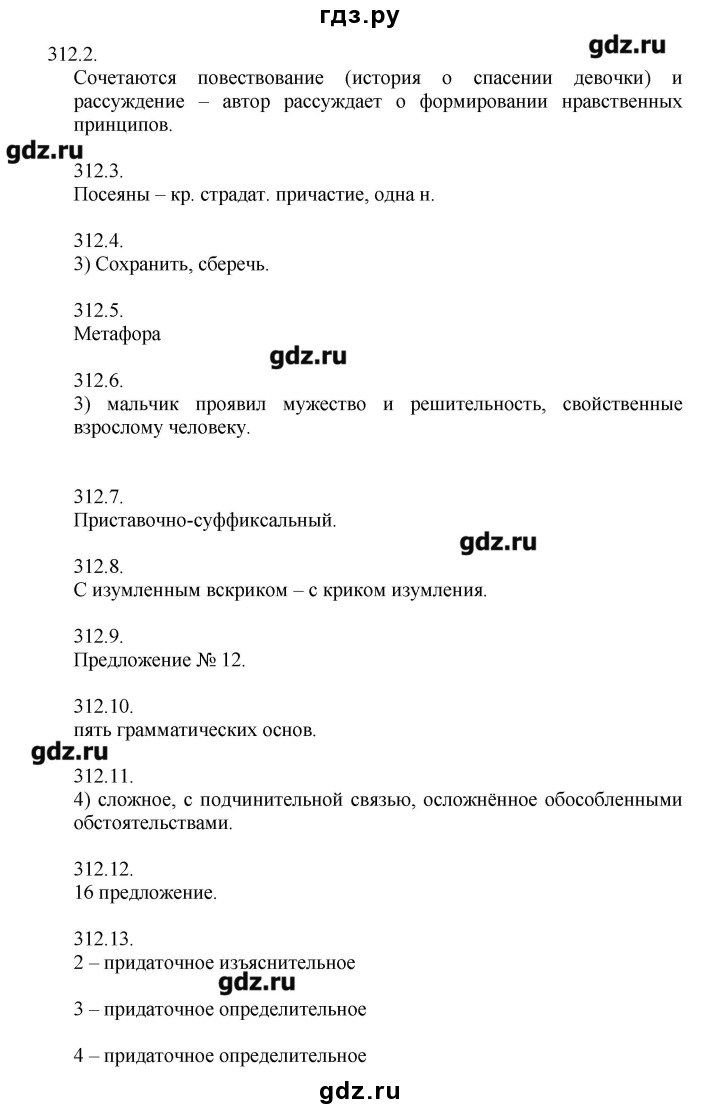 гдз.ру
312.2.
gdz.ru
Сочетаются повествование (история о спасении девочки) и
рассуждение – автор рассуждает о формировании нравственных
принципов.
gdz.ru
312.3.
Посеяны – кр. страдат. причастие, одна н.
312.4.
3) Сохранить, сберечь.
312.5.
Метафора
gdz.ru
312.6.
3) мальчик проявил мужество и решительность, свойственные
взрослому человеку.
312.7.
Приставочно-суффиксальный.
gdz.ru
312.8.
С изумленным вскриком – с криком изумления.
312.9.
Предложение № 12.
312.10.
пять грамматических основ.
gdz.ru
312.11.
4) сложное, с подчинительной связью, осложнённое обособленными
обстоятельствами.
312.12.
16 предложение.
312.13.
2 – придаточное изъяснительное
gdz.ru
3 – придаточное определительное
4 – придаточное определительное
gdz.ru